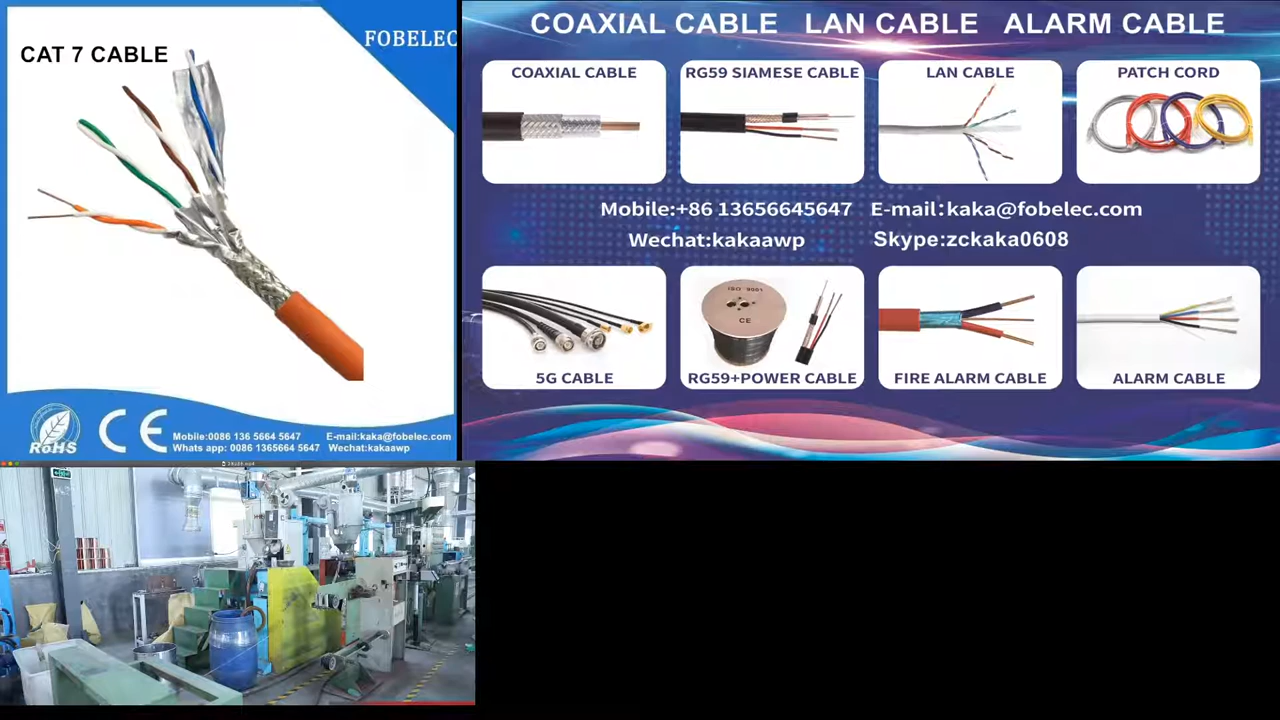 FOBELEC
CAT 7 CABLE
RoHS
CE
Mobile:0086 136 5664 5647
E-mail:kaka@fobelec.com
Whats app: 0086 1365664 5647
Wechat:kakaawp
COAXIAL CABLE LAN CABLE ALARM CABLE
COAXIAL CABLE
RG59 SIAMESE CABLE
LAN CABLE
PATCH CORD
Mobile:+86 13656645647 E-mail:kaka@fobelec.com
Wechat:kakaawp Skype:zckaka0608
ISO 9001
CE
5G CABLE
RG59+POWER CABLE
FIRE ALARM CABLE
ALARM CABLE